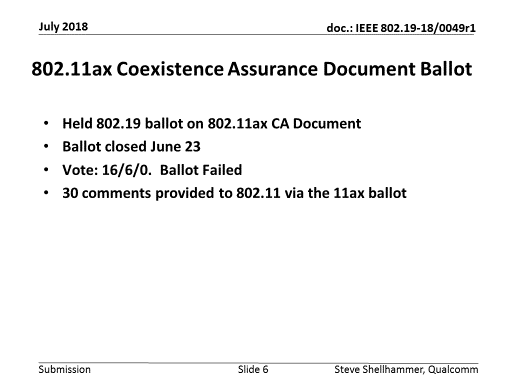 July 2018 doc.: IEEE 802.19-18/0049r1
802.11ax Coexistence Assurance Document Ballot
• Held 802.19 ballot on 802.11ax CA Document
• Ballot closed June 23
• Vote: 16/6/0.  Ballot Failed
• 30 comments provided to 802.11 via the 11ax ballot
Submission Slide 6 Steve Shellhammer, Qualcomm